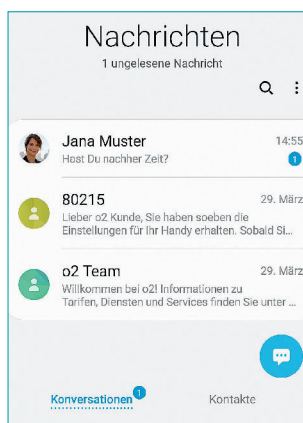 Nachrichten
1 ungelesene Nachricht
Jana Muster 14:55
Hast Du nachher Zeit? 1
80215 29. März
Lieber o2 Kunde, Sie haben soeben die
Einstellungen für Ihr Handy erhalten. Sobald Si...
o2 Team 29. März
Willkommen bei o2! Informationen zu
Tarifen, Diensten und Services finden Sie unter ...
Konversationen 1 Kontakte